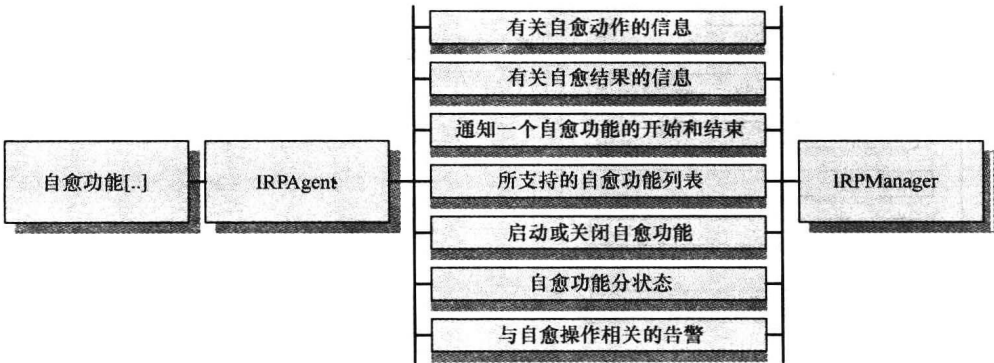 有关自愈动作的信息
有关自愈结果的信息
通知一个自愈功能的开始和结束
自愈功能[..]
IRPAgent
所支持的自愈功能列表
IRPManager
启动或关闭自愈功能
自愈功能分状态
与自愈操作相关的告警